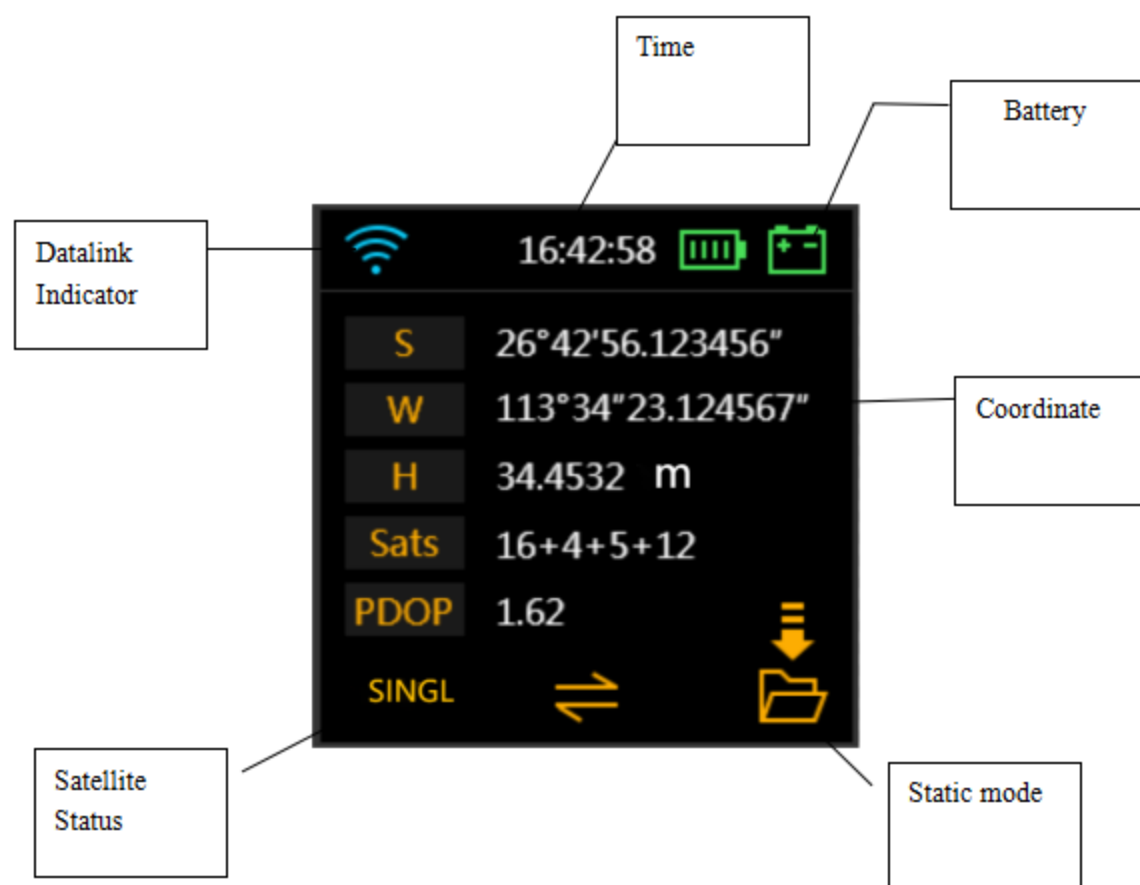 Time
Battery
Datalink
Indicator
16:42:58
S 26°42'56.123456"
W 113°34"23.124567"
Coordinate
H 34.4532 m
Sats 16+4+5+12
PDOP 1.62
SINGL
Satellite
Status
Static mode